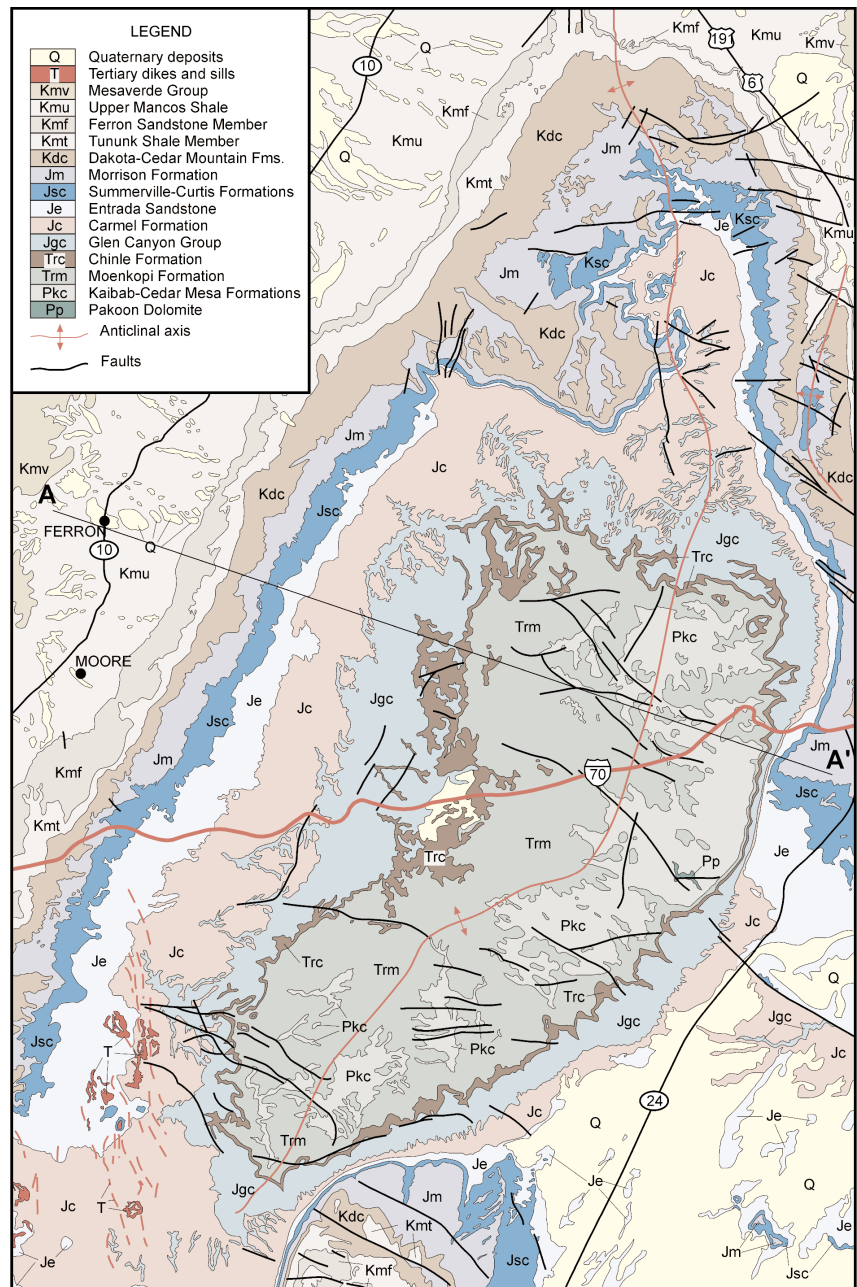 LEGEND
Q Quaternary deposits
T Tertiary dikes and sills
Kmv Mesaverde Group
Kmu Upper Mancos Shale
Kmf Ferron Sandstone Member
Kmt Tununk Shale Member
Kdc Dakota-Cedar Mountain Fms.
Jm Morrison Formation
Jsc Summerville-Curtis Formations
Je Entrada Sandstone
Jc Carmel Formation
Jgc Glen Canyon Group
Trc Chinle Formation
Trm Moenkopi Formation
Pkc Kaibab-Cedar Mesa Formations
Pp Pakoon Dolomite
Anticlinal axis
Faults
Kmf
191
Kmu
Kmv
Q
10
6
Q
Kmf
Kdc
Kmu
Jm
Q
Kmt
Ksc
Je
Kmu
Ksc
Jc
Jm
Kdc
Jm
Jc
Kmv
Kdc
Kdc
A
Jsc
FERRON
Jgc
10
Q
Trc
Kmu
Trm
Pkc
MOORE
Jgc
Je
Jc
Jsc
Jm
Jm
A'
Kmf
70
Jsc
Kmt
Trm
Je
Trc
Pp
Jc
Pkc
Jc
Je
Trc
Trm
Q
Trc
Jgc
Pkc
Jgc
Jsc
Pkc
Jc
T
Pkc
24
Jc
Je
Trm
Q
Je
Je
Q
Jgc
Jm
Jc
T
Kdc
Kmt
Je
Jm
Je
Jsc
Kmf
Jsc